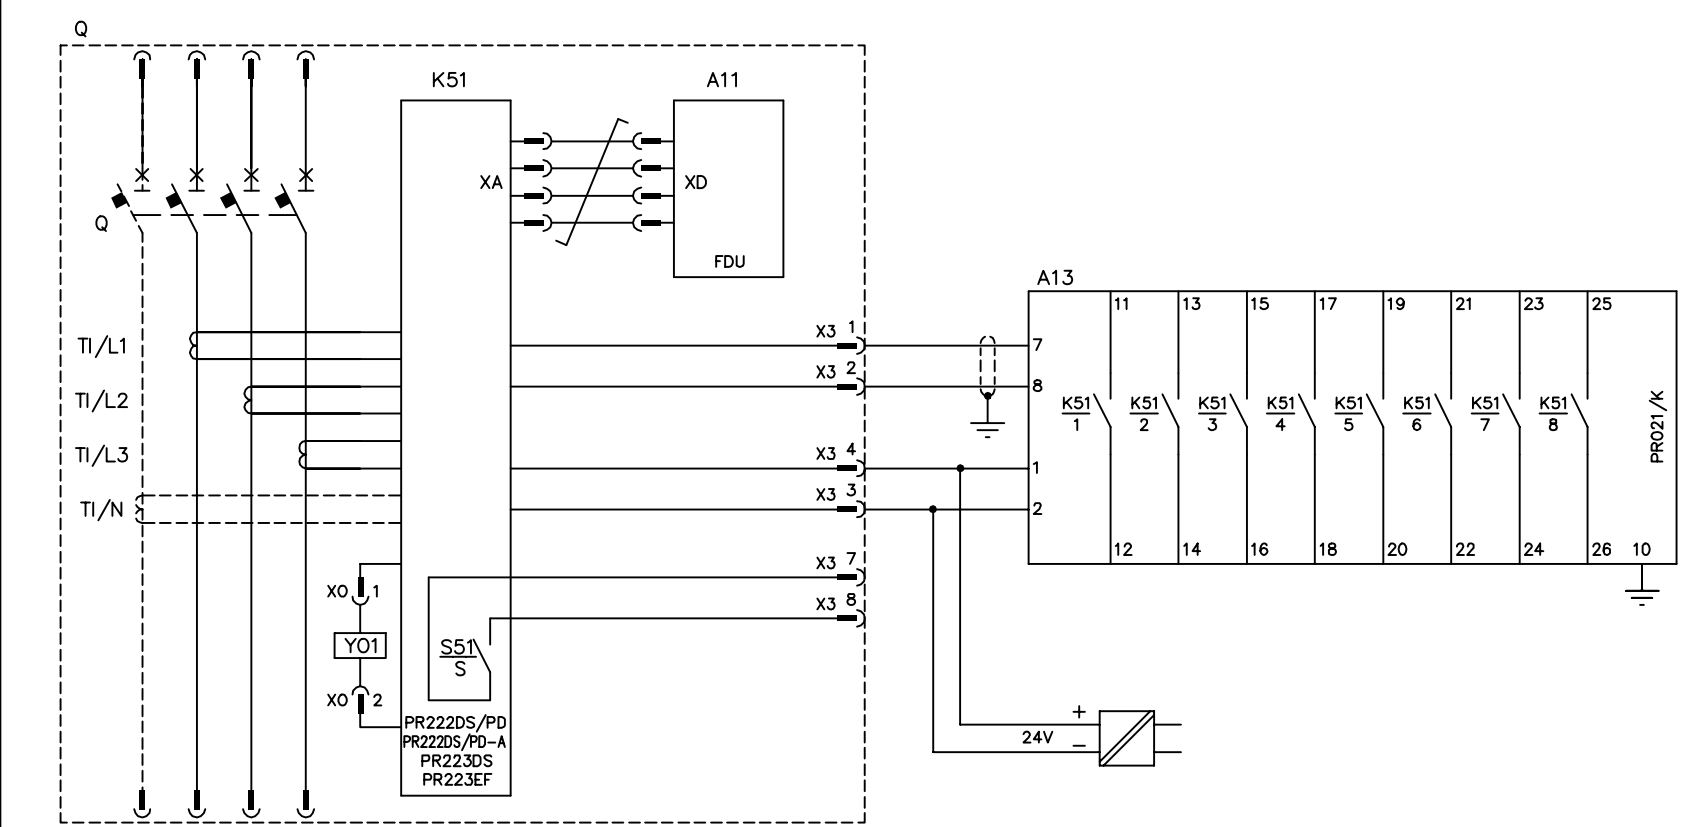 Q
K51
A11
XA
XD
Q
FDU
A13
11 13 15 17 19 21 23 25
TI/L1
X3 1
7
X3 2
8
TI/L2
K51 K51 K51 K51 K51 K51 K51 K51
1 2 3 4 5 6 7 8
PR021/K
TI/L3
X3 4
1
TI/N
X3 3
2
12 14 16 18 20 22 24 26 10
X3 7
X0 1
X3 8
Y01
S51
S
X0 2
PR222DS/PD
PR222DS/PD-A
PR223DS
PR223EF
+
24V
−